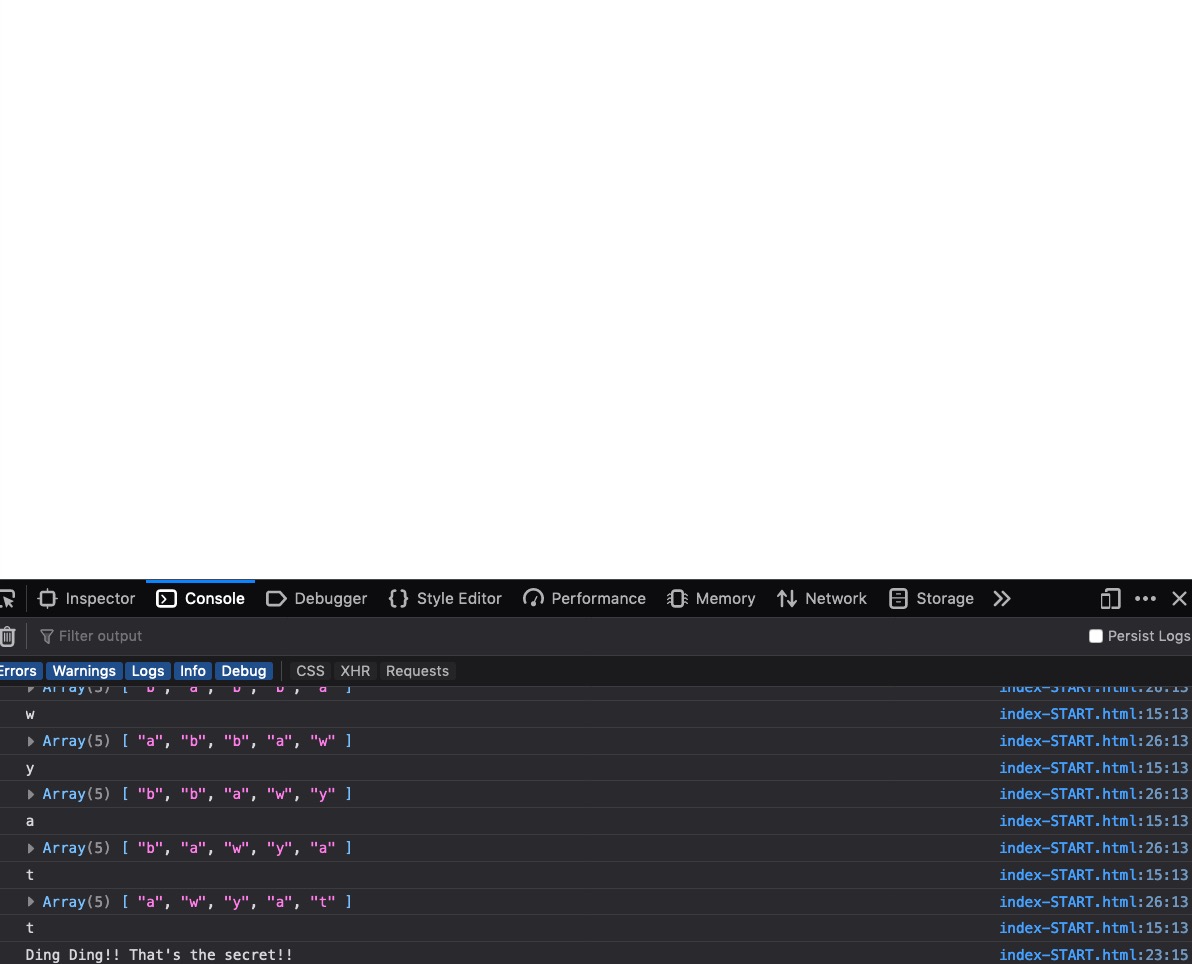 Inspector Console Debugger Style Editor Performance Memory Network Storage
Filter output Persist Logs
Errors Warnings Logs Info Debug CSS XHR Requests
Array(5) [ "b", "a", "b", "b", "a" ] index-START.html:26:13
w index-START.html:15:13
Array(5) [ "a", "b", "b", "a", "w" ] index-START.html:26:13
y index-START.html:15:13
Array(5) [ "b", "b", "a", "w", "y" ] index-START.html:26:13
a index-START.html:15:13
Array(5) [ "b", "a", "w", "y", "a" ] index-START.html:26:13
t index-START.html:15:13
Array(5) [ "a", "w", "y", "a", "t" ] index-START.html:26:13
t index-START.html:15:13
Ding Ding!! That's the secret!! index-START.html:23:15